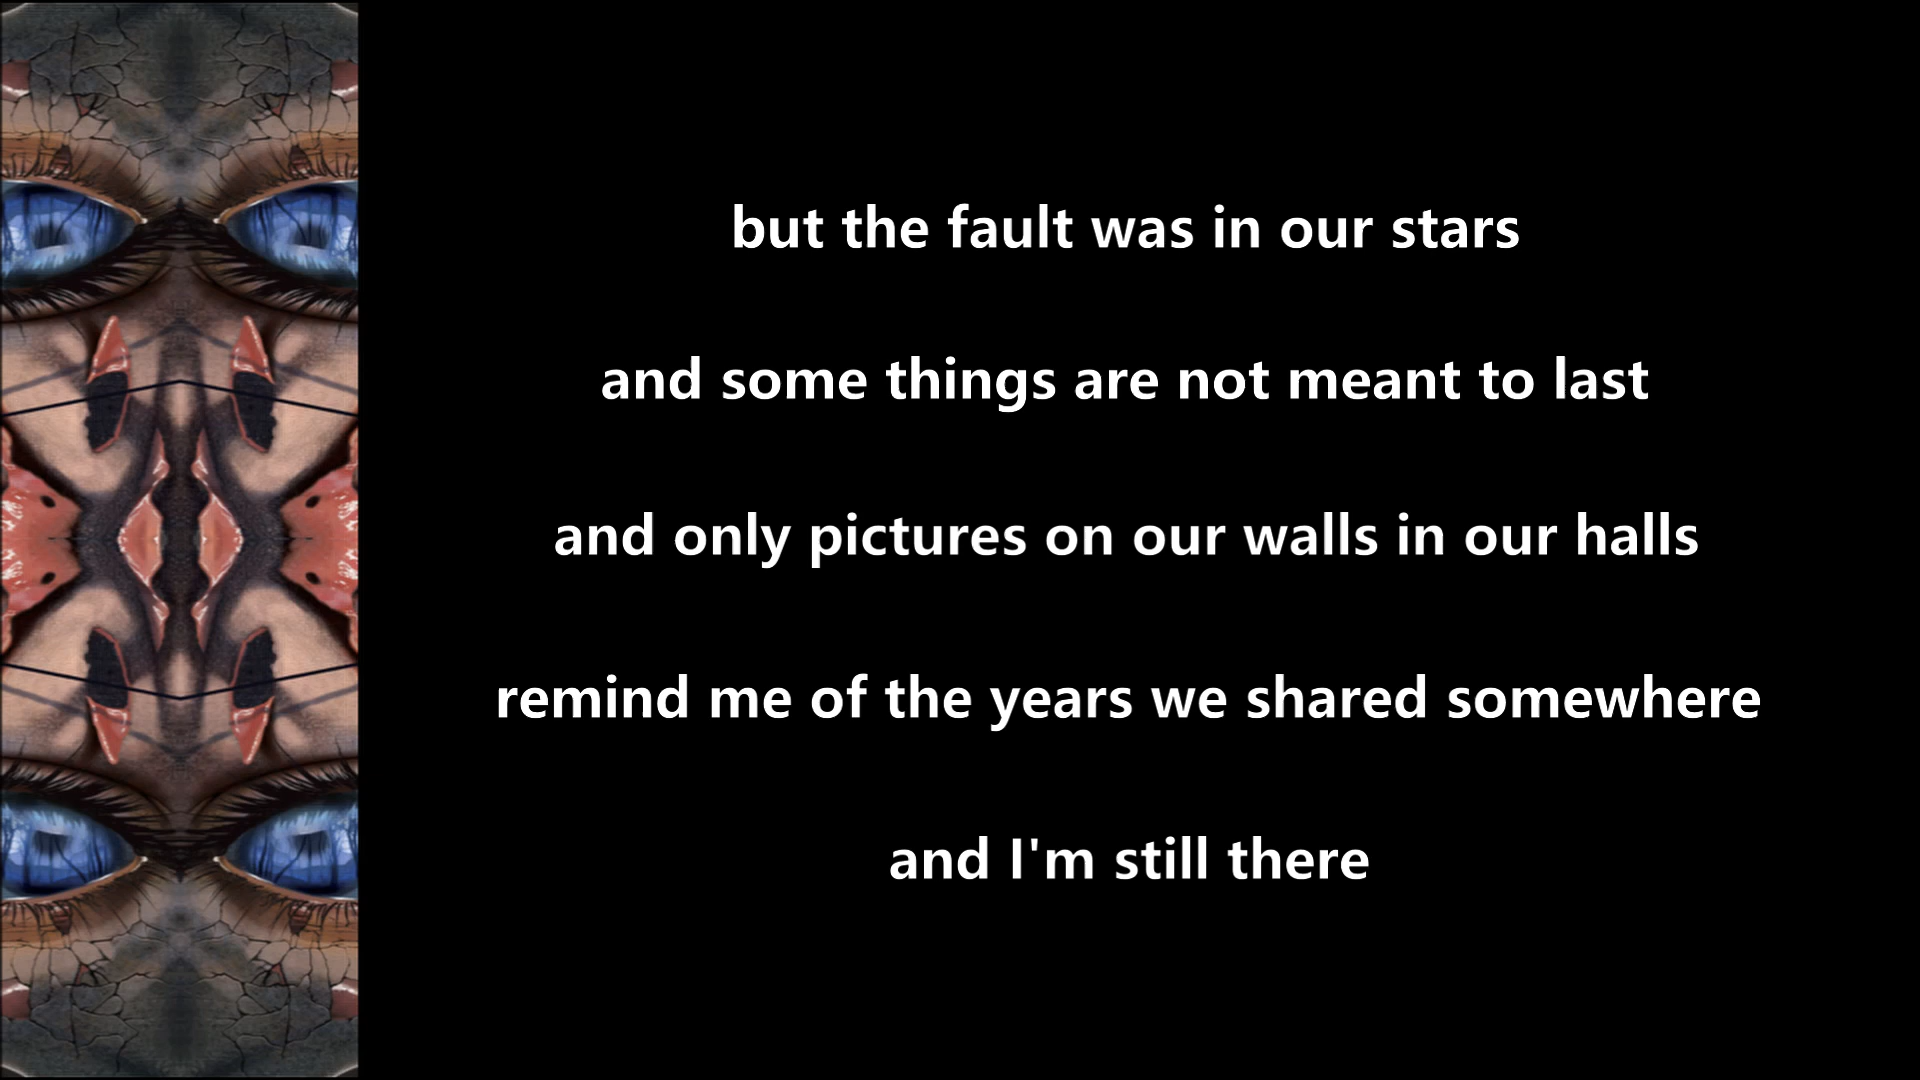 but the fault was in our stars
and some things are not meant to last
and only pictures on our walls in our halls
remind me of the years we shared somewhere
and I'm still there